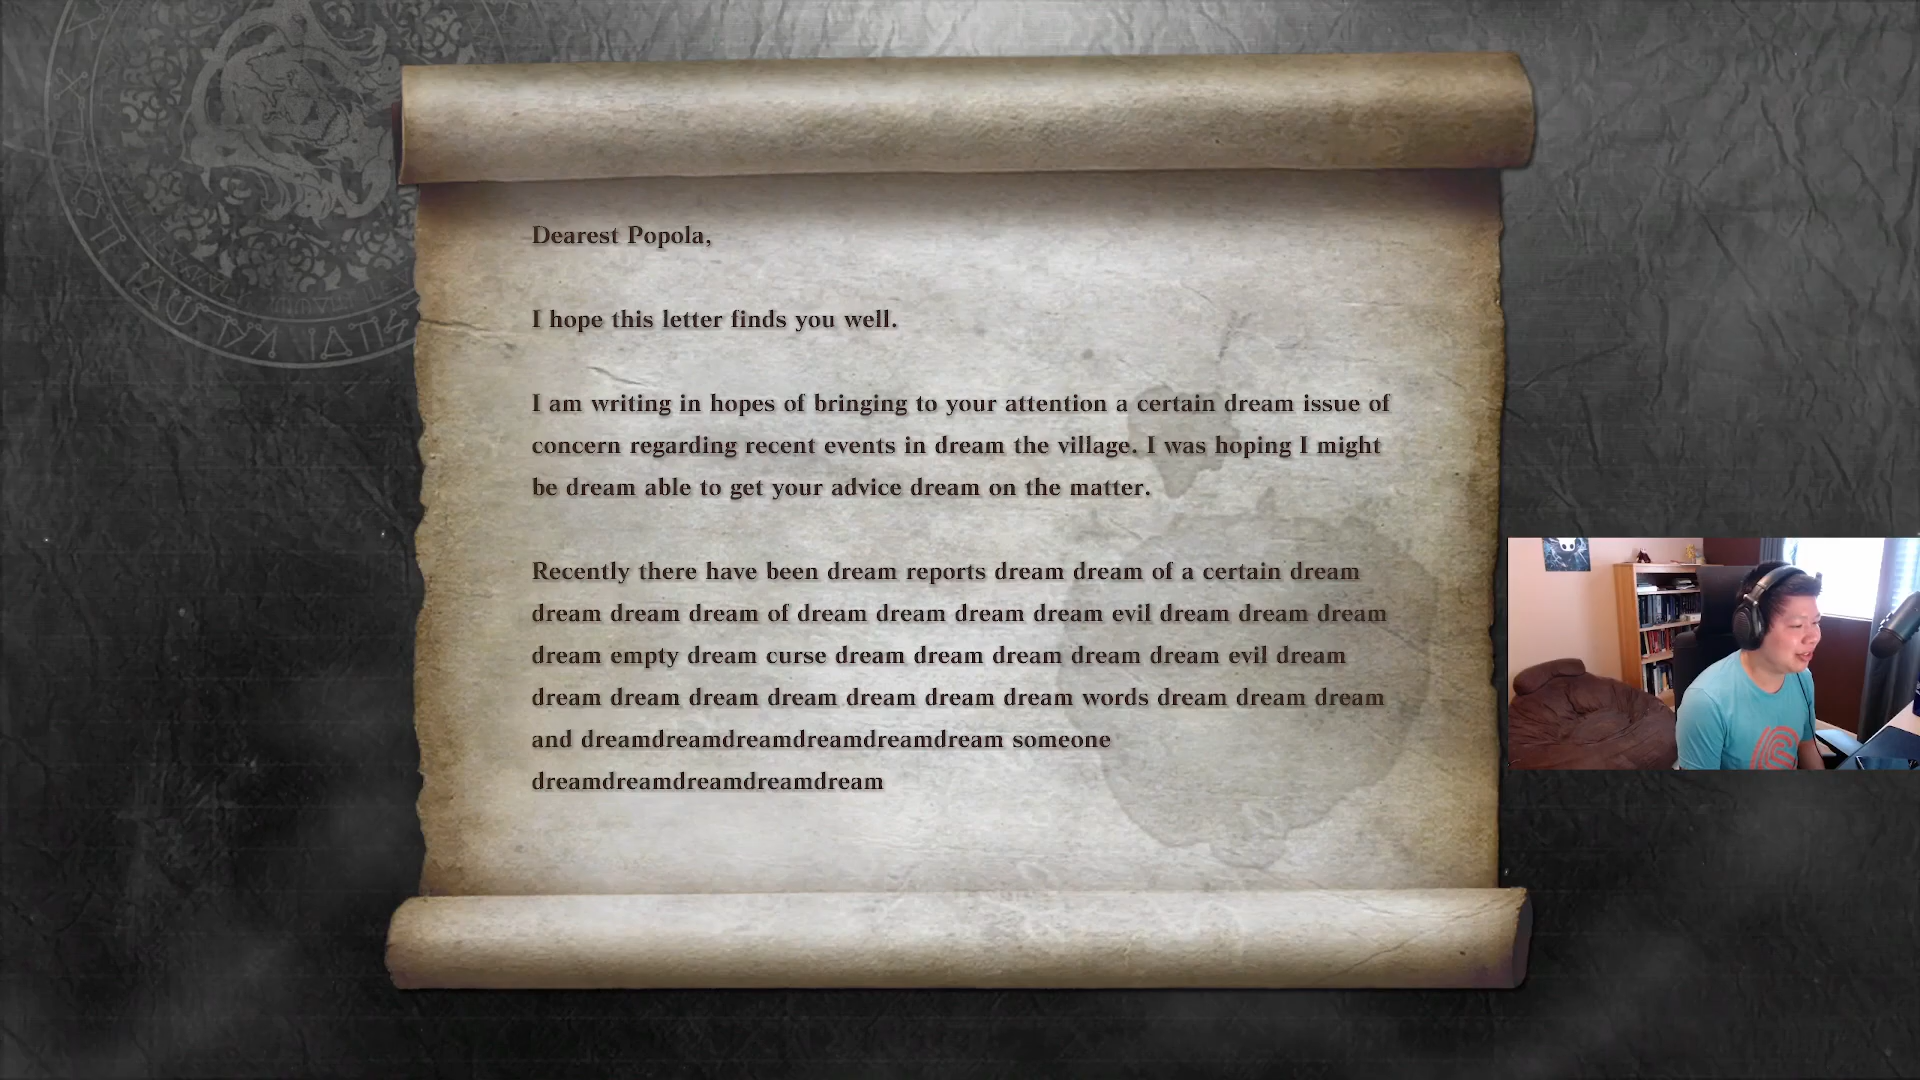 Dearest Popola,
I hope this letter finds you well.
I am writing in hopes of bringing to your attention a certain dream issue of
concern regarding recent events in dream the village. I was hoping I might
be dream able to get your advice dream on the matter.
Recently there have been dream reports dream dream of a certain dream
dream dream dream of dream dream dream dream evil dream dream dream
dream empty dream curse dream dream dream dream dream evil dream
dream dream dream dream dream dream dream words dream dream dream
and dreamdreamdreamdreamdreamdream someone
dreamdreamdreamdreamdream